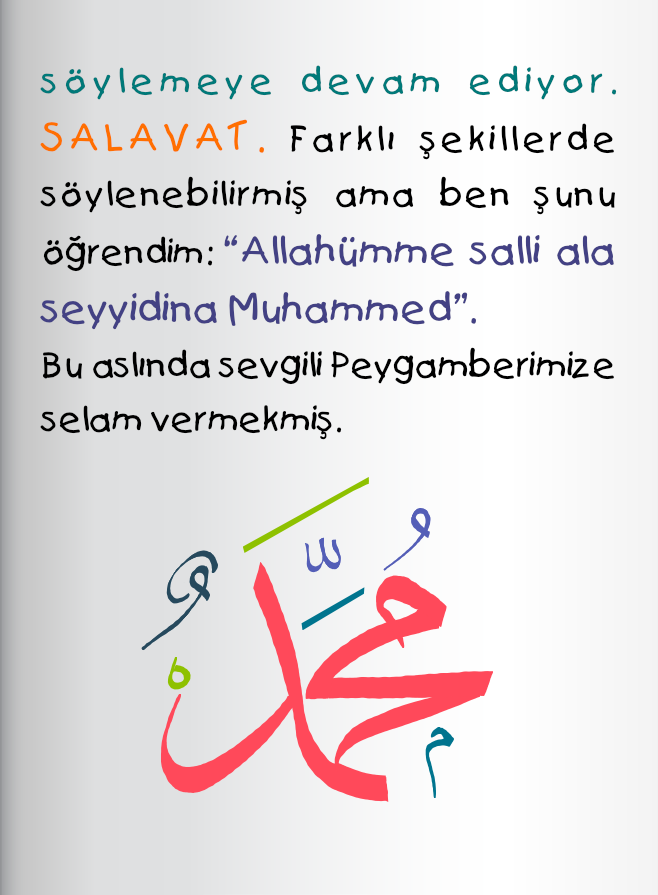 söylemeye devam ediyor.
SALAVAT. Farklı şekillerde
söylenebilirmiş ama ben şunu
öğrendim: “Allahümme salli ala
seyyidina Muhammed”.
Bu aslında sevgili Peygamberimize
selam vermekmiş.
محمد